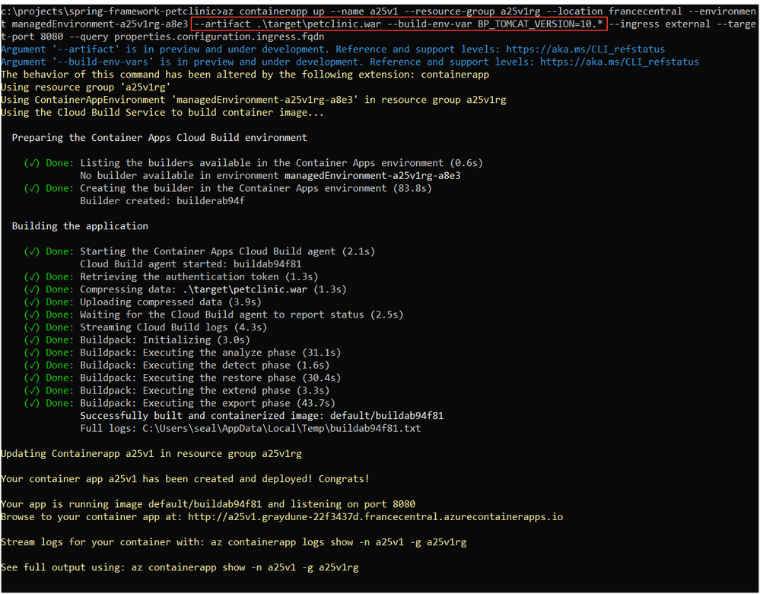 c:\projects\spring-framework-petclinic>az containerapp up --name a25v1 --resource-group a25v1rg --location francecentral --environmen
t managedEnvironment-a25v1rg-a8e3 --artifact .\target\petclinic.war --build-env-var BP_TOMCAT_VERSION=10.* --ingress external --targe
t-port 8080 --query properties.configuration.ingress.fqdn
Argument '--artifact' is in preview and under development. Reference and support levels: https://aka.ms/CLI_refstatus
Argument '--build-env-vars' is in preview and under development. Reference and support levels: https://aka.ms/CLI_refstatus
The behavior of this command has been altered by the following extension: containerapp
Using resource group 'a25v1rg'
Using ContainerAppEnvironment 'managedEnvironment-a25v1rg-a8e3' in resource group a25v1rg
Using the Cloud Build Service to build container image...
Preparing the Container Apps Cloud Build environment
(√) Done: Listing the builders available in the Container Apps environment (0.6s)
No builder available in environment managedEnvironment-a25v1rg-a8e3
(√) Done: Creating the builder in the Container Apps environment (83.8s)
Builder created: builderab94f
Building the application
(√) Done: Starting the Container Apps Cloud Build agent (2.1s)
Cloud Build agent started: buildab94f81
(√) Done: Retrieving the authentication token (1.3s)
(√) Done: Compressing data: .\target\petclinic.war (1.3s)
(√) Done: Uploading compressed data (3.9s)
(√) Done: Waiting for the Cloud Build agent to report status (2.5s)
(√) Done: Streaming Cloud Build logs (4.3s)
(√) Done: Buildpack: Initializing (3.0s)
(√) Done: Buildpack: Executing the analyze phase (31.1s)
(√) Done: Buildpack: Executing the detect phase (1.6s)
(√) Done: Buildpack: Executing the restore phase (30.4s)
(√) Done: Buildpack: Executing the extend phase (3.3s)
(√) Done: Buildpack: Executing the export phase (43.7s)
Successfully built and containerized image: default/buildab94f81
Full logs: C:\Users\seal\AppData\Local\Temp\buildab94f81.txt
Updating Containerapp a25v1 in resource group a25v1rg
Your container app a25v1 has been created and deployed! Congrats!
Your app is running image default/buildab94f81 and listening on port 8080
Browse to your container app at: http://a25v1.graydune-22f3437d.francecentral.azurecontainerapps.io
Stream logs for your container with: az containerapp logs show -n a25v1 -g a25v1rg
See full output using: az containerapp show -n a25v1 -g a25v1rg